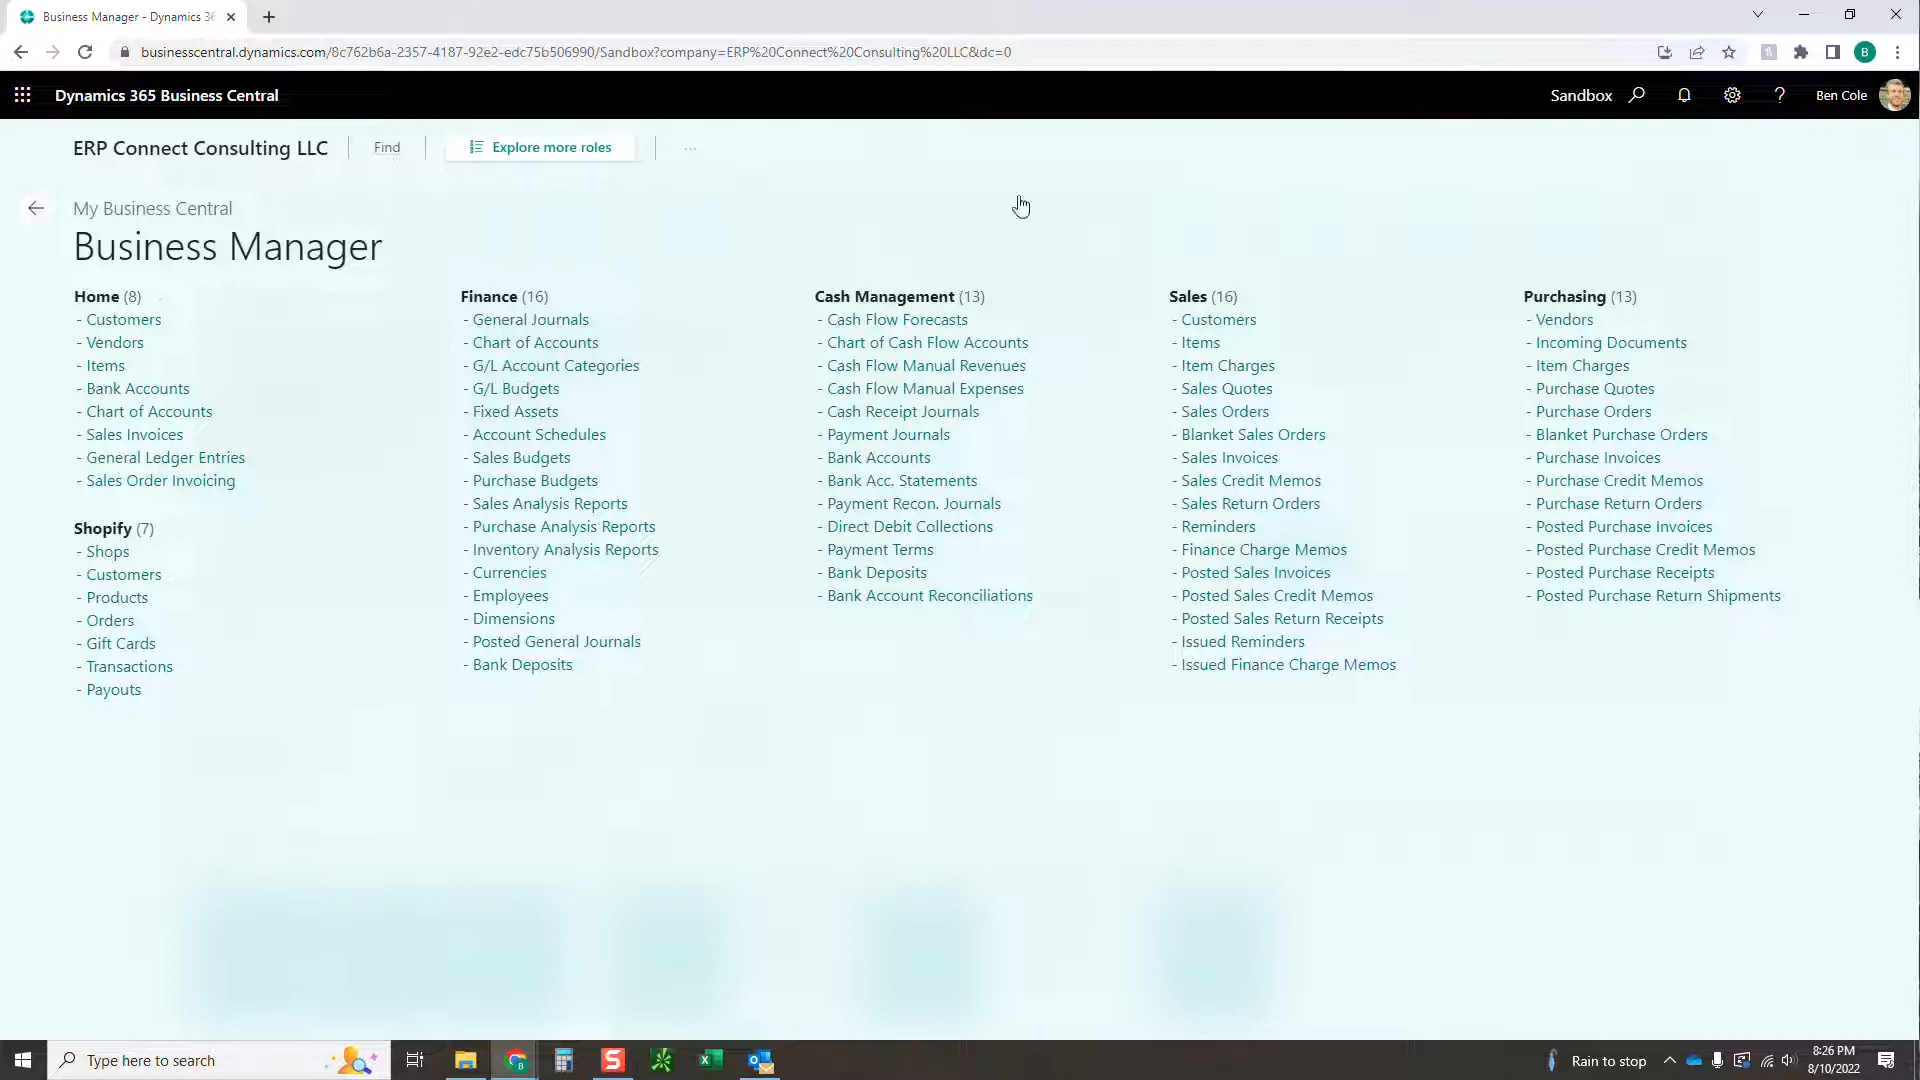 Business Manager - Dynamics 36
businesscentral.dynamics.com/8c762b6a-2357-4187-92e2-edc75b506990/Sandbox?company=ERP%20Connect%20Consulting%20LLC&dc=0
B
Dynamics 365 Business Central
Sandbox
?
Ben Cole
ERP Connect Consulting LLC
Find
Explore more roles
...
My Business Central
Business Manager
Home (8)
- Customers
- Vendors
- Items
- Bank Accounts
- Chart of Accounts
- Sales Invoices
- General Ledger Entries
- Sales Order Invoicing
Shopify (7)
- Shops
- Customers
- Products
- Orders
- Gift Cards
- Transactions
- Payouts
Finance (16)
- General Journals
- Chart of Accounts
- G/L Account Categories
- G/L Budgets
- Fixed Assets
- Account Schedules
- Sales Budgets
- Purchase Budgets
- Sales Analysis Reports
- Purchase Analysis Reports
- Inventory Analysis Reports
- Currencies
- Employees
- Dimensions
- Posted General Journals
- Bank Deposits
Cash Management (13)
- Cash Flow Forecasts
- Chart of Cash Flow Accounts
- Cash Flow Manual Revenues
- Cash Flow Manual Expenses
- Cash Receipt Journals
- Payment Journals
- Bank Accounts
- Bank Acc. Statements
- Payment Recon. Journals
- Direct Debit Collections
- Payment Terms
- Bank Deposits
- Bank Account Reconciliations
Sales (16)
- Customers
- Items
- Item Charges
- Sales Quotes
- Sales Orders
- Blanket Sales Orders
- Sales Invoices
- Sales Credit Memos
- Sales Return Orders
- Reminders
- Finance Charge Memos
- Posted Sales Invoices
- Posted Sales Credit Memos
- Posted Sales Return Receipts
- Issued Reminders
- Issued Finance Charge Memos
Purchasing (13)
- Vendors
- Incoming Documents
- Item Charges
- Purchase Quotes
- Purchase Orders
- Blanket Purchase Orders
- Purchase Invoices
- Purchase Credit Memos
- Purchase Return Orders
- Posted Purchase Invoices
- Posted Purchase Credit Memos
- Posted Purchase Receipts
- Posted Purchase Return Shipments
Type here to search
Rain to stop
8:26 PM
8/10/2022